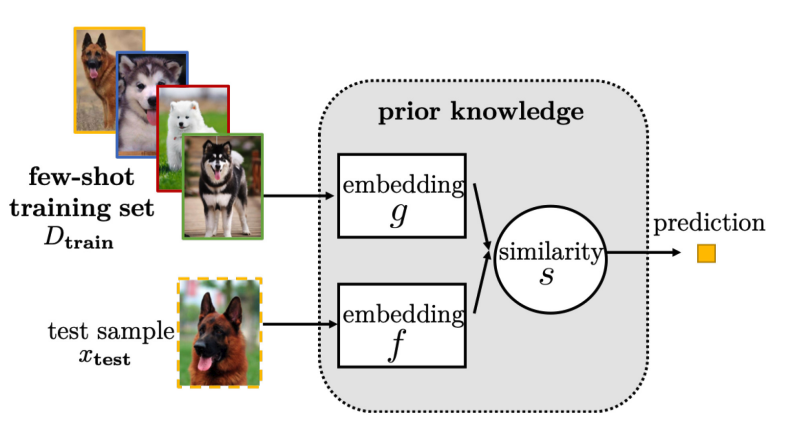 prior knowledge
few-shot
training set
D_train
embedding
g
embedding
f
similarity
s
prediction
test sample
x_test